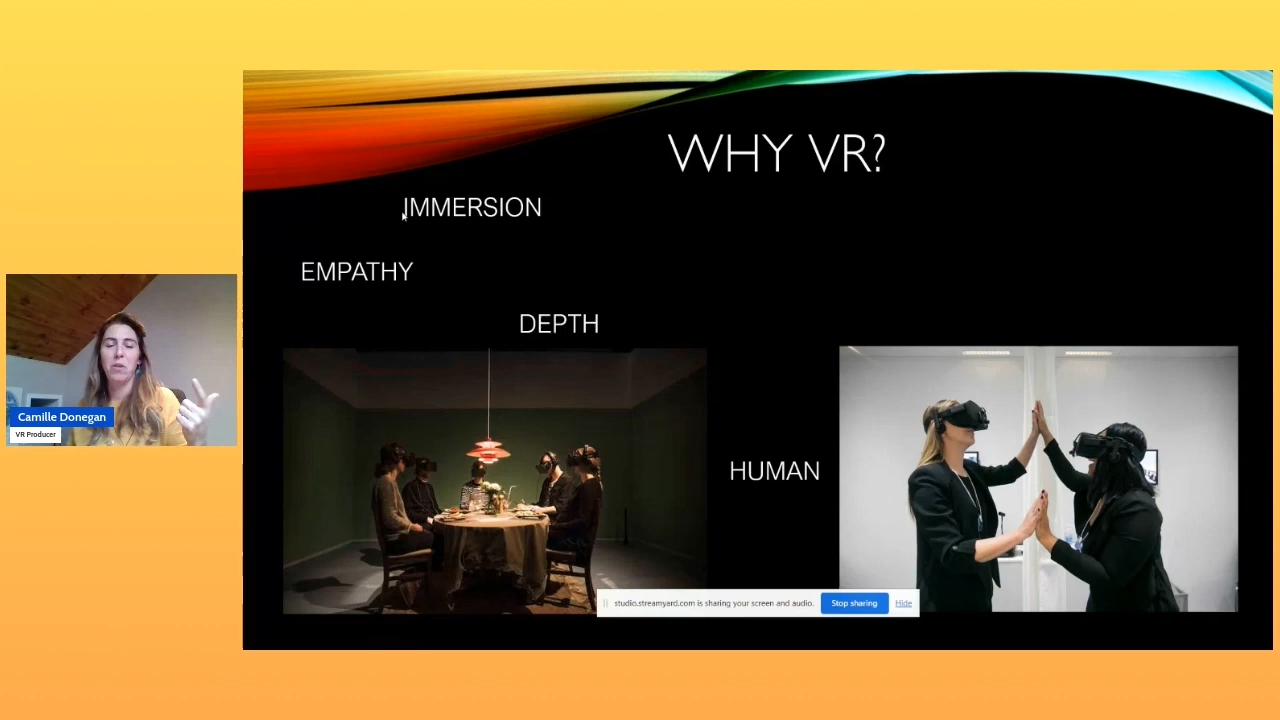 WHY VR?
IMMERSION
EMPATHY
DEPTH
HUMAN
Camille Donegan
VR Producer
studio.streamyard.com is sharing your screen and audio.
Stop sharing
Hide